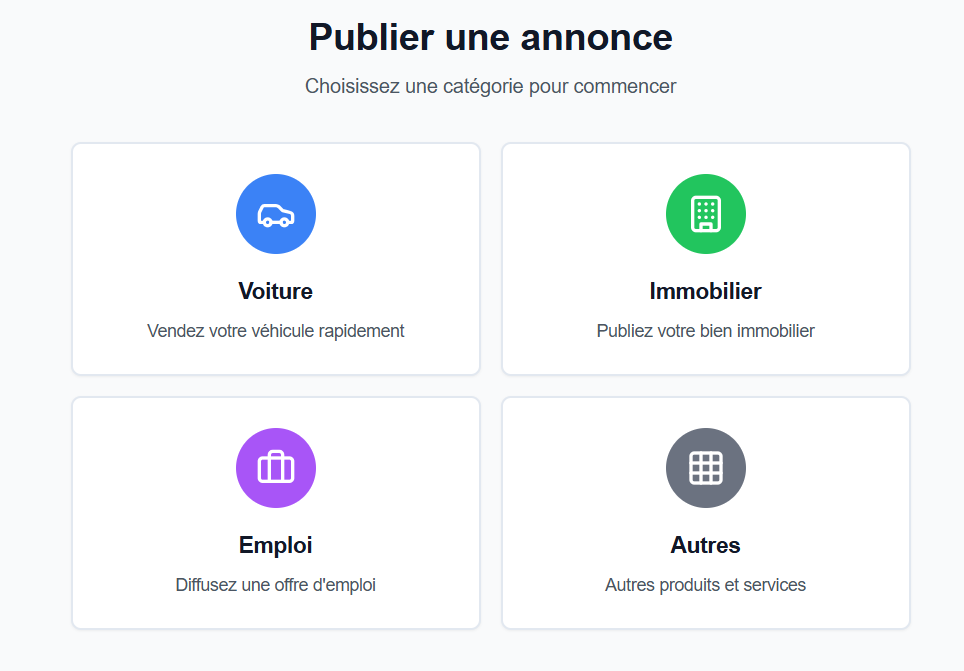 Publier une annonce
Choisissez une catégorie pour commencer
Voiture
Vendez votre véhicule rapidement
Immobilier
Publiez votre bien immobilier
Emploi
Diffusez une offre d'emploi
Autres
Autres produits et services